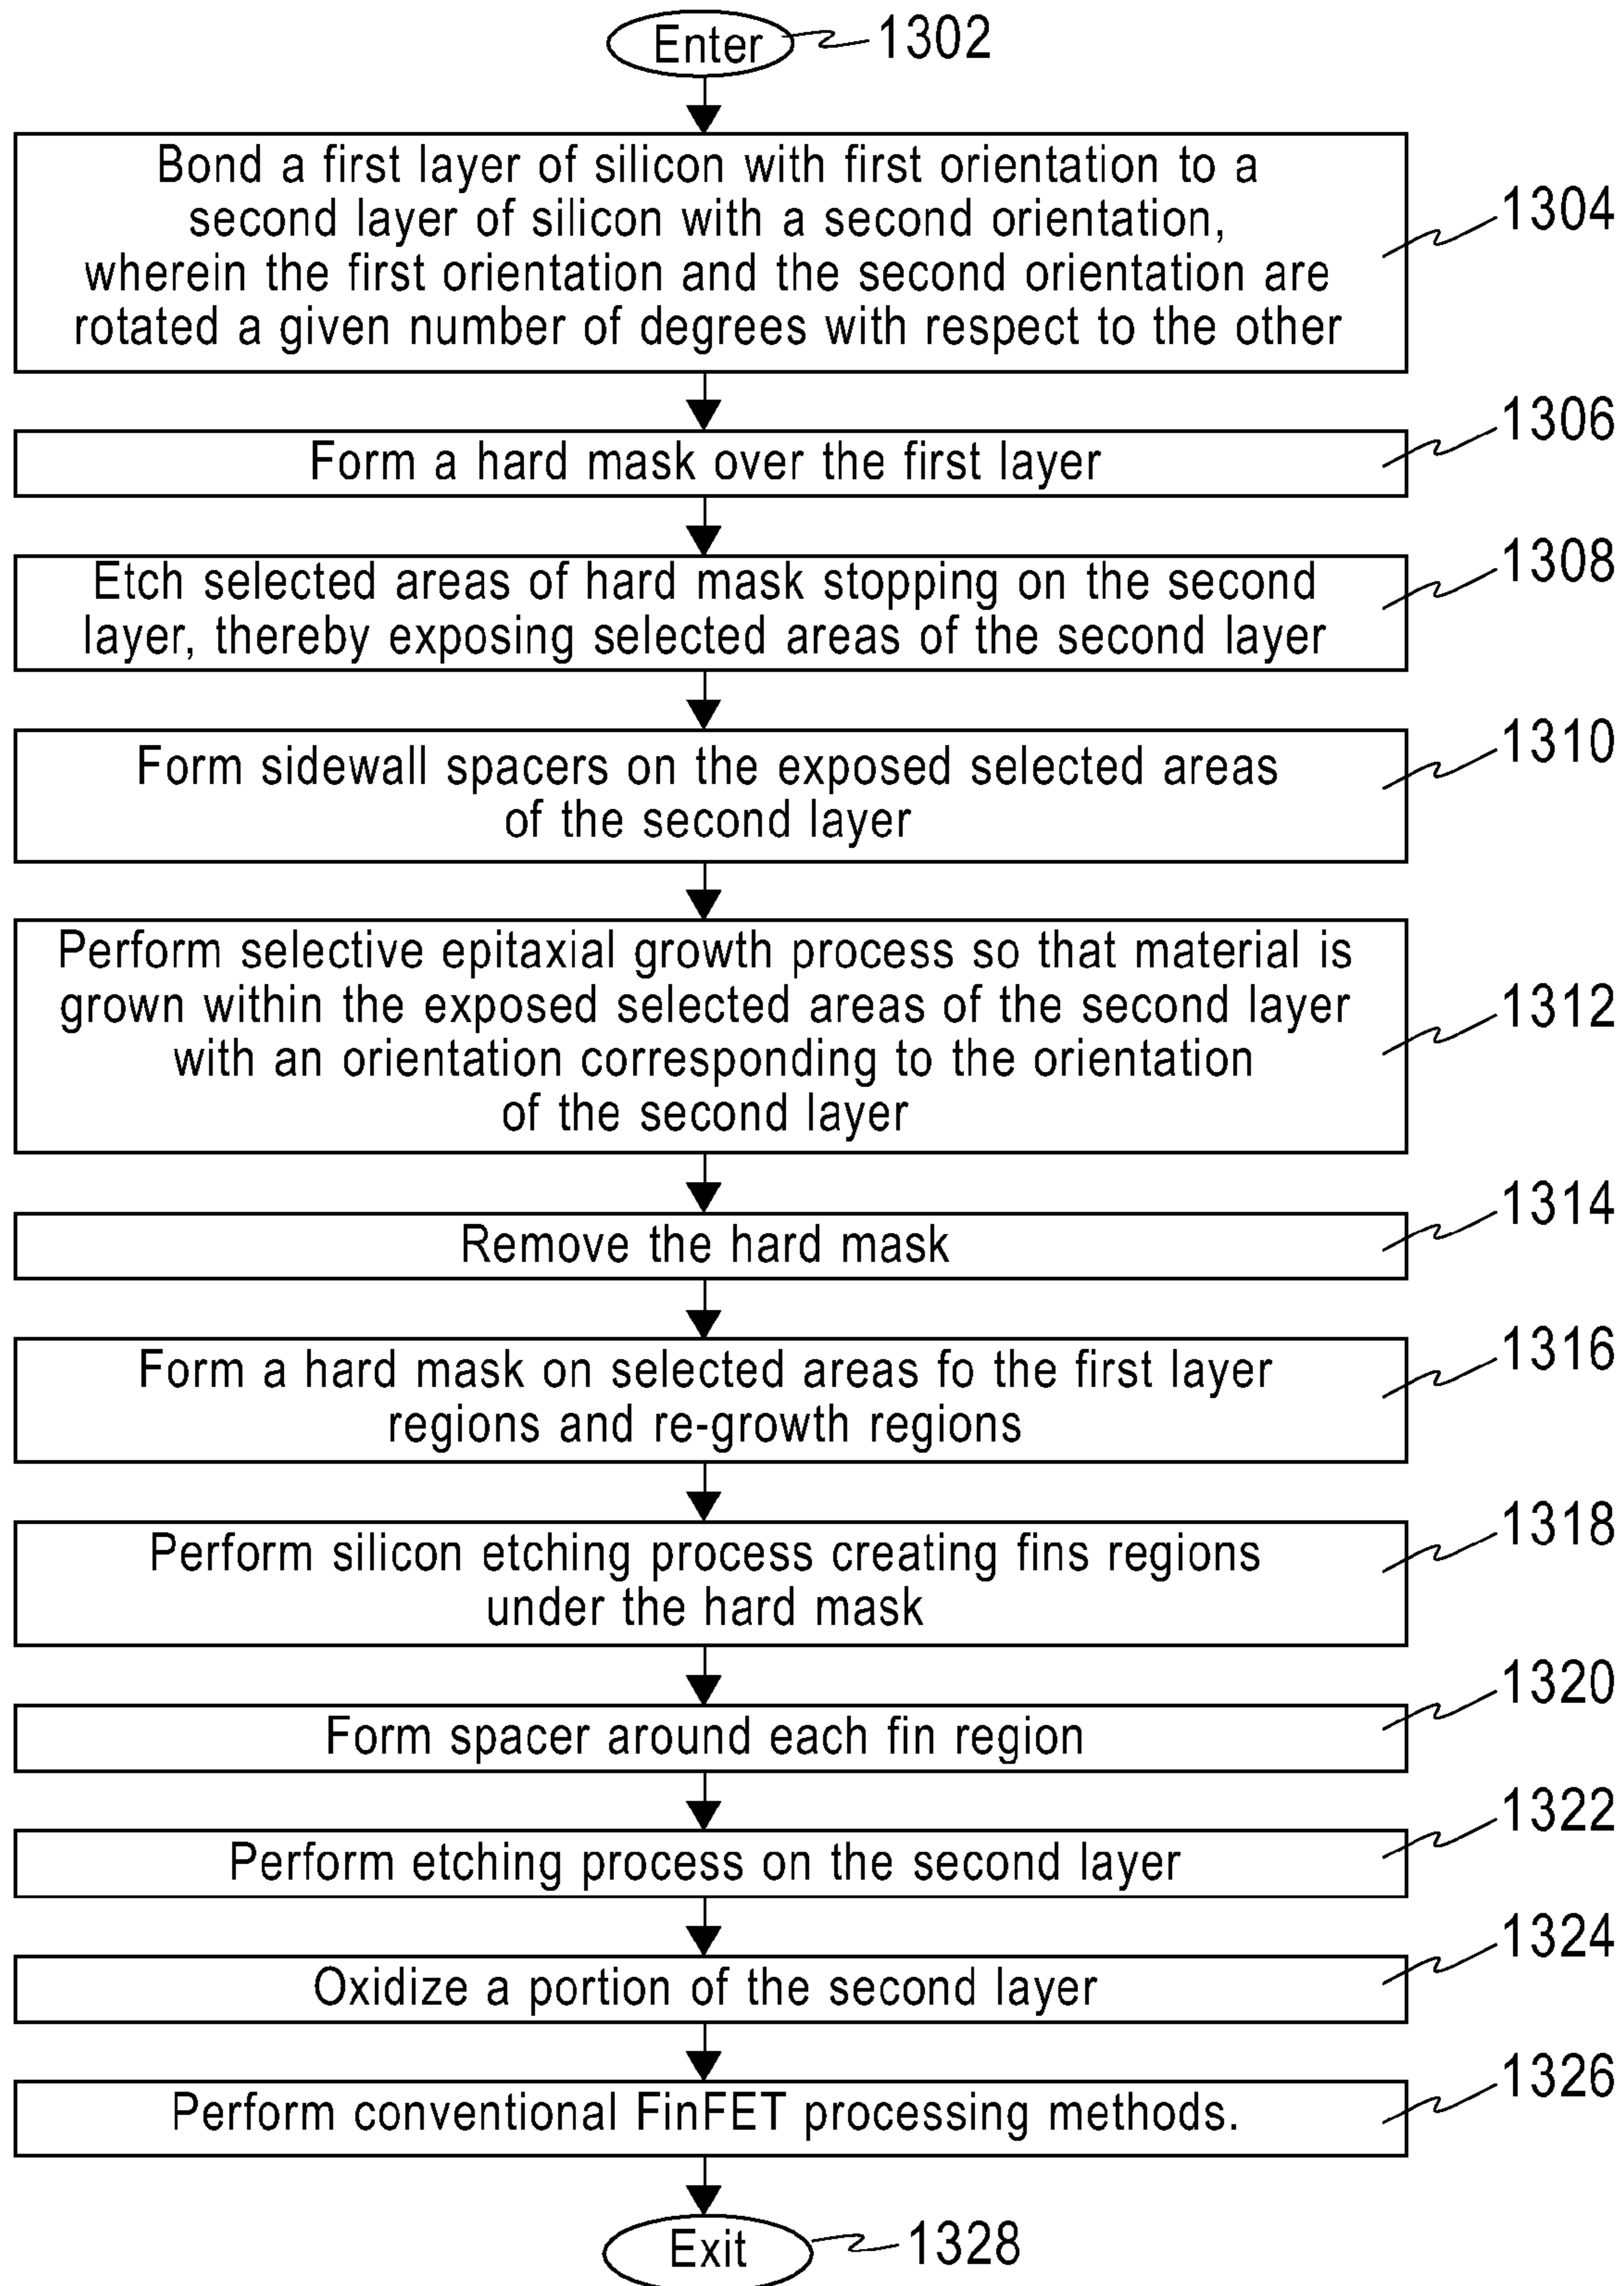 Enter 1302
Bond a first layer of silicon with first orientation to a
second layer of silicon with a second orientation,
wherein the first orientation and the second orientation are
rotated a given number of degrees with respect to the other
1304
Form a hard mask over the first layer
1306
Etch selected areas of hard mask stopping on the second
layer, thereby exposing selected areas of the second layer
1308
Form sidewall spacers on the exposed selected areas
of the second layer
1310
Perform selective epitaxial growth process so that material is
grown within the exposed selected areas of the second layer
with an orientation corresponding to the orientation
of the second layer
1312
Remove the hard mask
1314
Form a hard mask on selected areas fo the first layer
regions and re-growth regions
1316
Perform silicon etching process creating fins regions
under the hard mask
1318
Form spacer around each fin region
1320
Perform etching process on the second layer
1322
Oxidize a portion of the second layer
1324
Perform conventional FinFET processing methods.
1326
Exit 1328